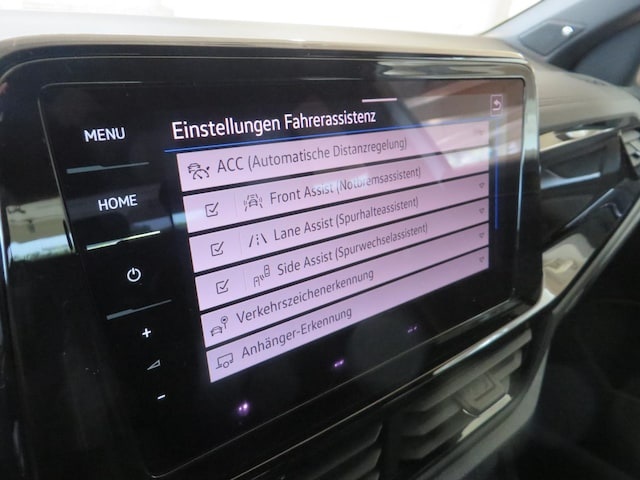 MENU
HOME
Einstellungen Fahrerassistenz
ACC (Automatische Distanzregelung)
Front Assist (Notbremsassistent)
Lane Assist (Spurhalteassistent)
Side Assist (Spurwechselassistent)
Verkehrszeichenerkennung
Anhänger-Erkennung